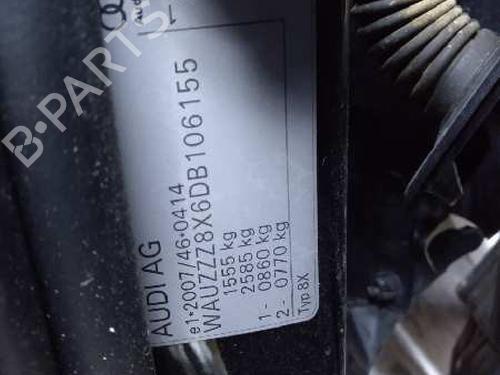 AUDI AG
e1*2007/46*0414
WAUZZZ8X6DB106155
1555 kg
2585 kg
1 - 0860 kg
2 - 0770 kg
Typ 8X
B-PARTS